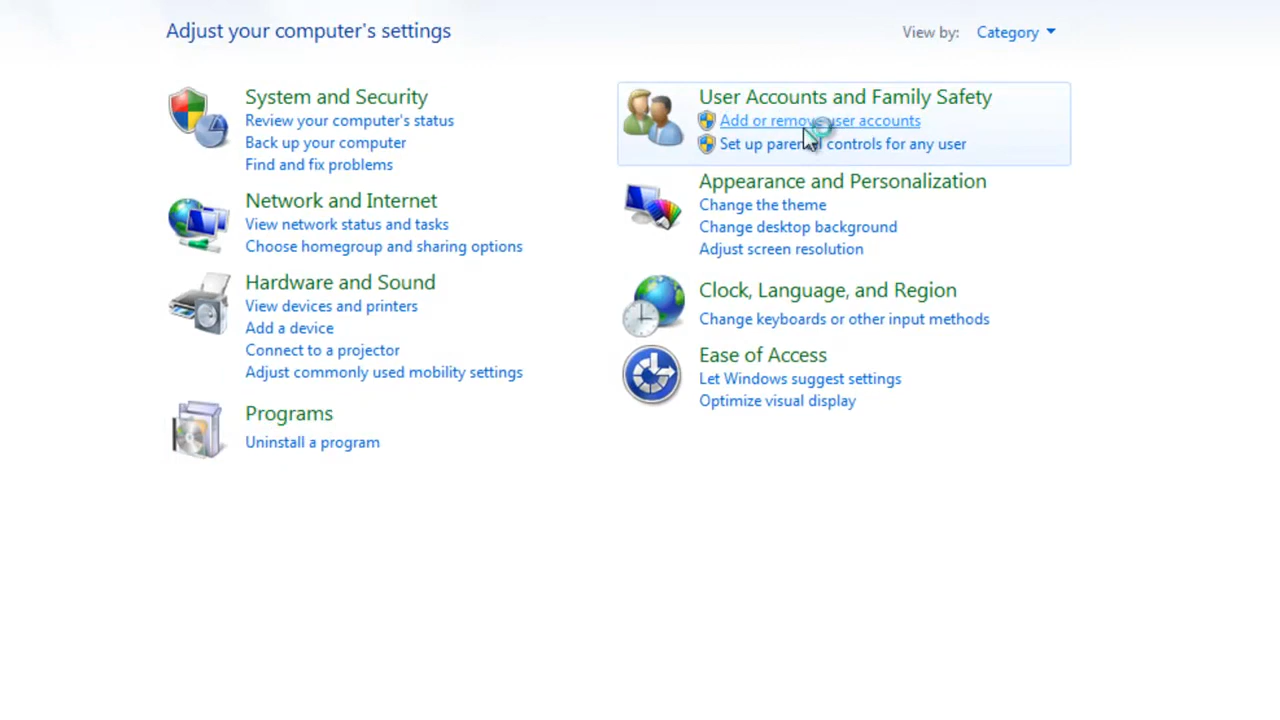 Adjust your computer's settings
View by: Category
System and Security
Review your computer's status
Back up your computer
Find and fix problems
Network and Internet
View network status and tasks
Choose homegroup and sharing options
Hardware and Sound
View devices and printers
Add a device
Connect to a projector
Adjust commonly used mobility settings
Programs
Uninstall a program
User Accounts and Family Safety
Add or remove user accounts
Set up parental controls for any user
Appearance and Personalization
Change the theme
Change desktop background
Adjust screen resolution
Clock, Language, and Region
Change keyboards or other input methods
Ease of Access
Let Windows suggest settings
Optimize visual display